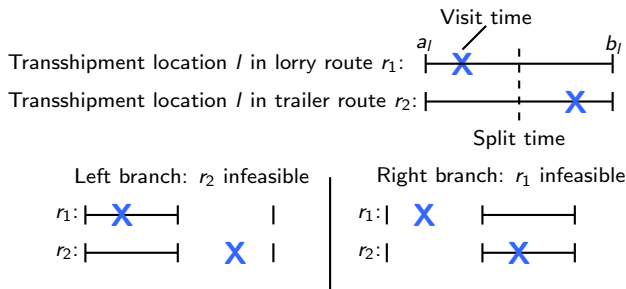 Visit time
a_l b_l
Transshipment location l in lorry route r_1:
Transshipment location l in trailer route r_2:
Split time
Left branch: r_2 infeasible
r_1:
r_2:
Right branch: r_1 infeasible
r_1:
r_2: